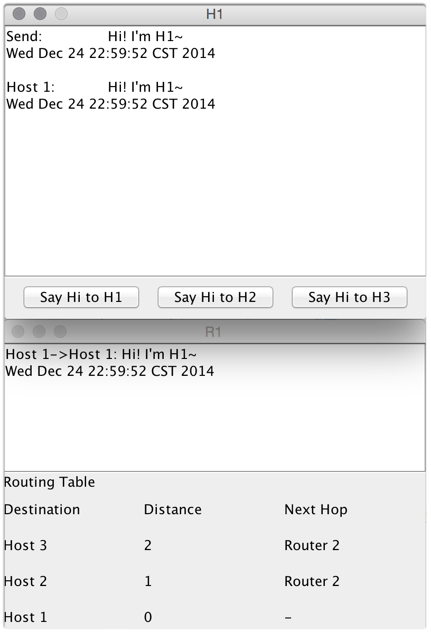 H1
Send: Hi! I'm H1~
Wed Dec 24 22:59:52 CST 2014
Host 1: Hi! I'm H1~
Wed Dec 24 22:59:52 CST 2014
Say Hi to H1 Say Hi to H2 Say Hi to H3
R1
Host 1->Host 1: Hi! I'm H1~
Wed Dec 24 22:59:52 CST 2014
Routing Table
Destination Distance Next Hop
Host 3 2 Router 2
Host 2 1 Router 2
Host 1 0 -